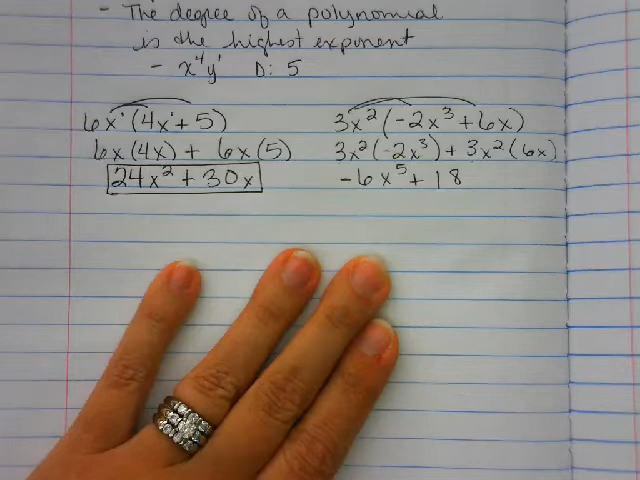 - The degree of a polynomial
is the highest exponent
- x⁴y¹ D: 5
6x¹(4x¹+5)
6x(4x) + 6x(5)
24x² + 30x
3x²(-2x³+6x)
3x²(-2x³) + 3x²(6x)
-6x⁵ + 18